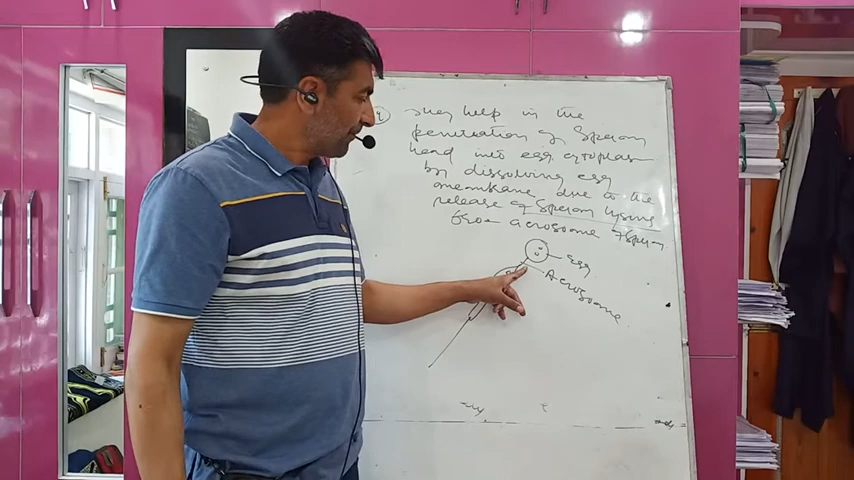 They help in the
penetration of Sperm
head into egg cytoplasm
by dissolving egg
membrane due to the
release of Sperm lysins
from acrosome of Sperm.
Egg
Acrosome